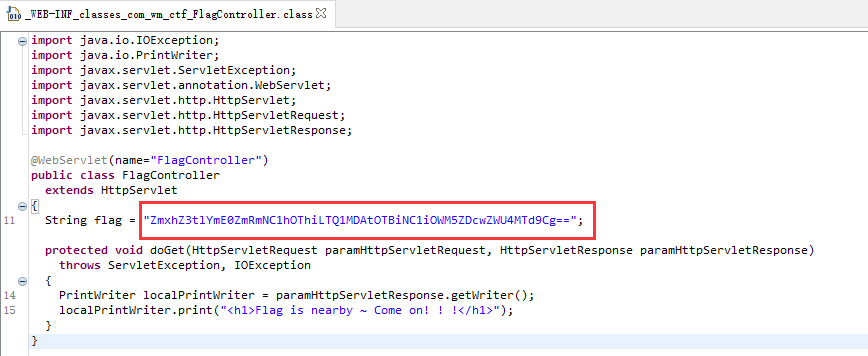 _WEB-INF_classes_com_wm_ctf_FlagController.class
import java.io.IOException;
import java.io.PrintWriter;
import javax.servlet.ServletException;
import javax.servlet.annotation.WebServlet;
import javax.servlet.http.HttpServlet;
import javax.servlet.http.HttpServletRequest;
import javax.servlet.http.HttpServletResponse;
@WebServlet(name="FlagController")
public class FlagController
extends HttpServlet
{
11 String flag = "ZmxhZ3tlYmE0ZmRmNC1hOThiLTQ1MDAtOTBiNC1iOWM5ZDcwZWU4MTd9Cg==";
protected void doGet(HttpServletRequest paramHttpServletRequest, HttpServletResponse paramHttpServletResponse)
throws ServletException, IOException
{
14 PrintWriter localPrintWriter = paramHttpServletResponse.getWriter();
15 localPrintWriter.print("<h1>Flag is nearby ~ Come on! ! !</h1>");
}
}